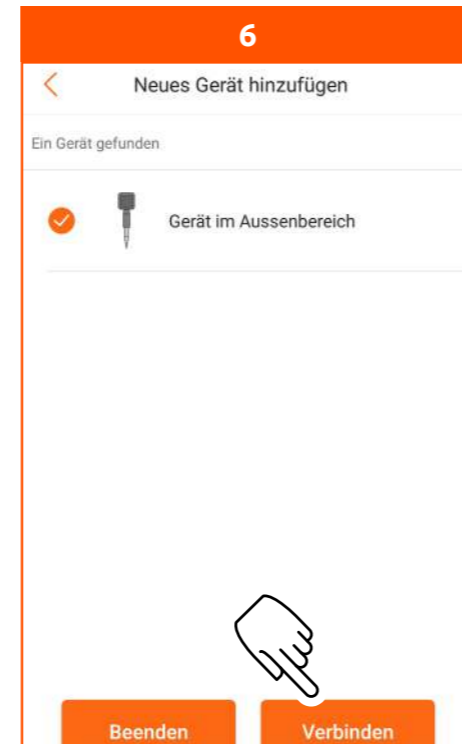 6
Neues Gerät hinzufügen
Ein Gerät gefunden
Gerät im Aussenbereich
Beenden Verbinden